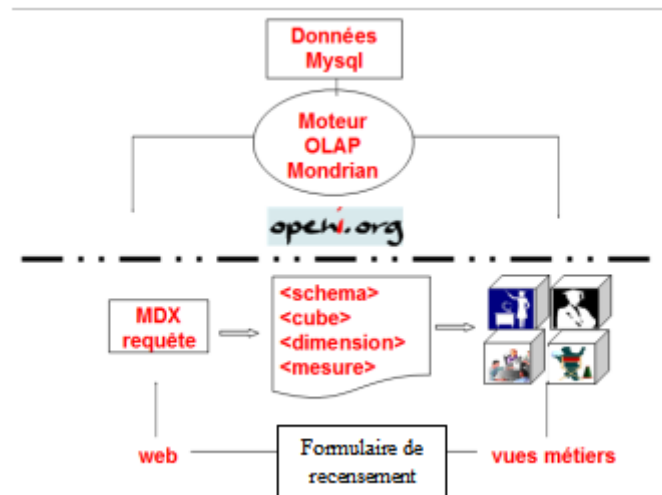 Données
Mysql
Moteur
OLAP
Mondrian
openi.org
MDX
requête
<schema>
<cube>
<dimension>
<mesure>
web
Formulaire de
recensement
vues métiers